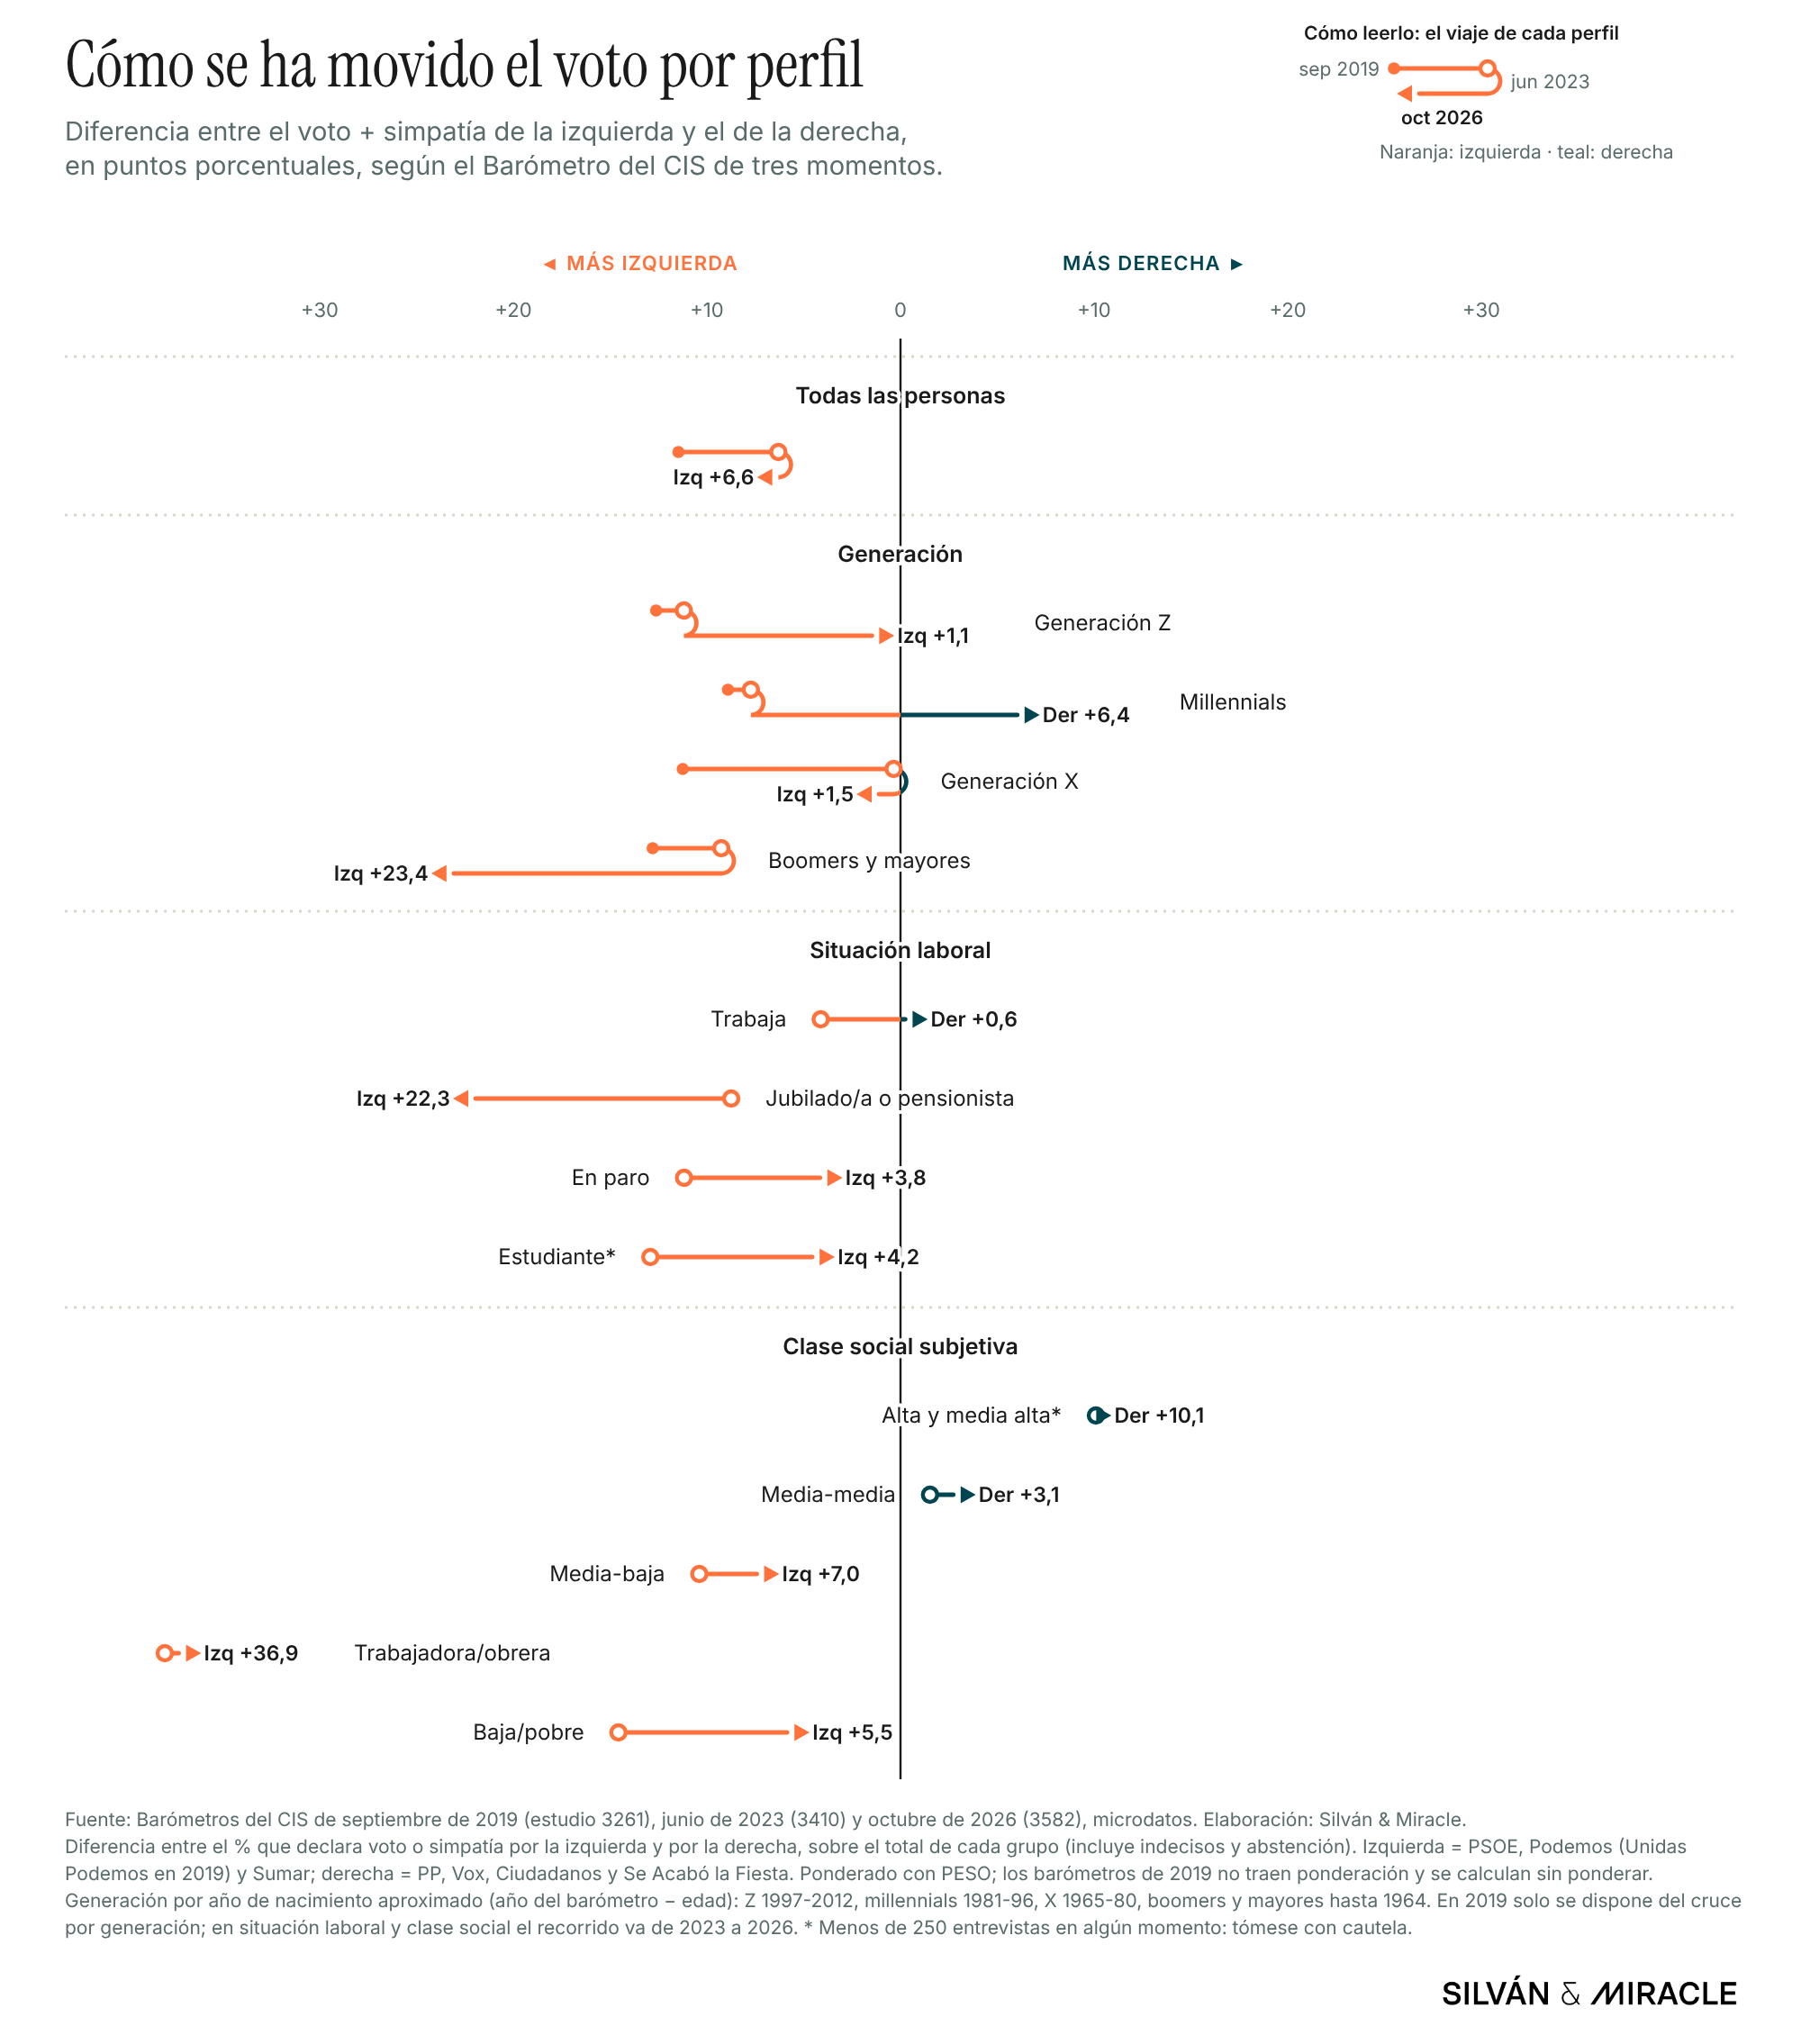 Cómo se ha movido el voto por perfil
Diferencia entre el voto + simpatía de la izquierda y el de la derecha,
en puntos porcentuales, según el Barómetro del CIS de tres momentos.
Cómo leerlo: el viaje de cada perfil
sep 2019
jun 2023
oct 2026
Naranja: izquierda · teal: derecha
◄ MÁS IZQUIERDA
MÁS DERECHA ►
+30 +20 +10 0 +10 +20 +30
Todas las personas
Izq +6,6
Generación
Izq +1,1 Generación Z
Der +6,4 Millennials
Izq +1,5 Generación X
Izq +23,4 Boomers y mayores
Situación laboral
Trabaja Der +0,6
Izq +22,3 Jubilado/a o pensionista
En paro Izq +3,8
Estudiante* Izq +4,2
Clase social subjetiva
Alta y media alta* Der +10,1
Media-media Der +3,1
Media-baja Izq +7,0
Izq +36,9 Trabajadora/obrera
Baja/pobre Izq +5,5
Fuente: Barómetros del CIS de septiembre de 2019 (estudio 3261), junio de 2023 (3410) y octubre de 2026 (3582), microdatos. Elaboración: Silván & Miracle.
Diferencia entre el % que declara voto o simpatía por la izquierda y por la derecha, sobre el total de cada grupo (incluye indecisos y abstención). Izquierda = PSOE, Podemos (Unidas
Podemos en 2019) y Sumar; derecha = PP, Vox, Ciudadanos y Se Acabó la Fiesta. Ponderado con PESO; los barómetros de 2019 no traen ponderación y se calculan sin ponderar.
Generación por año de nacimiento aproximado (año del barómetro − edad): Z 1997-2012, millennials 1981-96, X 1965-80, boomers y mayores hasta 1964. En 2019 solo se dispone del cruce
por generación; en situación laboral y clase social el recorrido va de 2023 a 2026. * Menos de 250 entrevistas en algún momento: tómese con cautela.
SILVÁN & MIRACLE